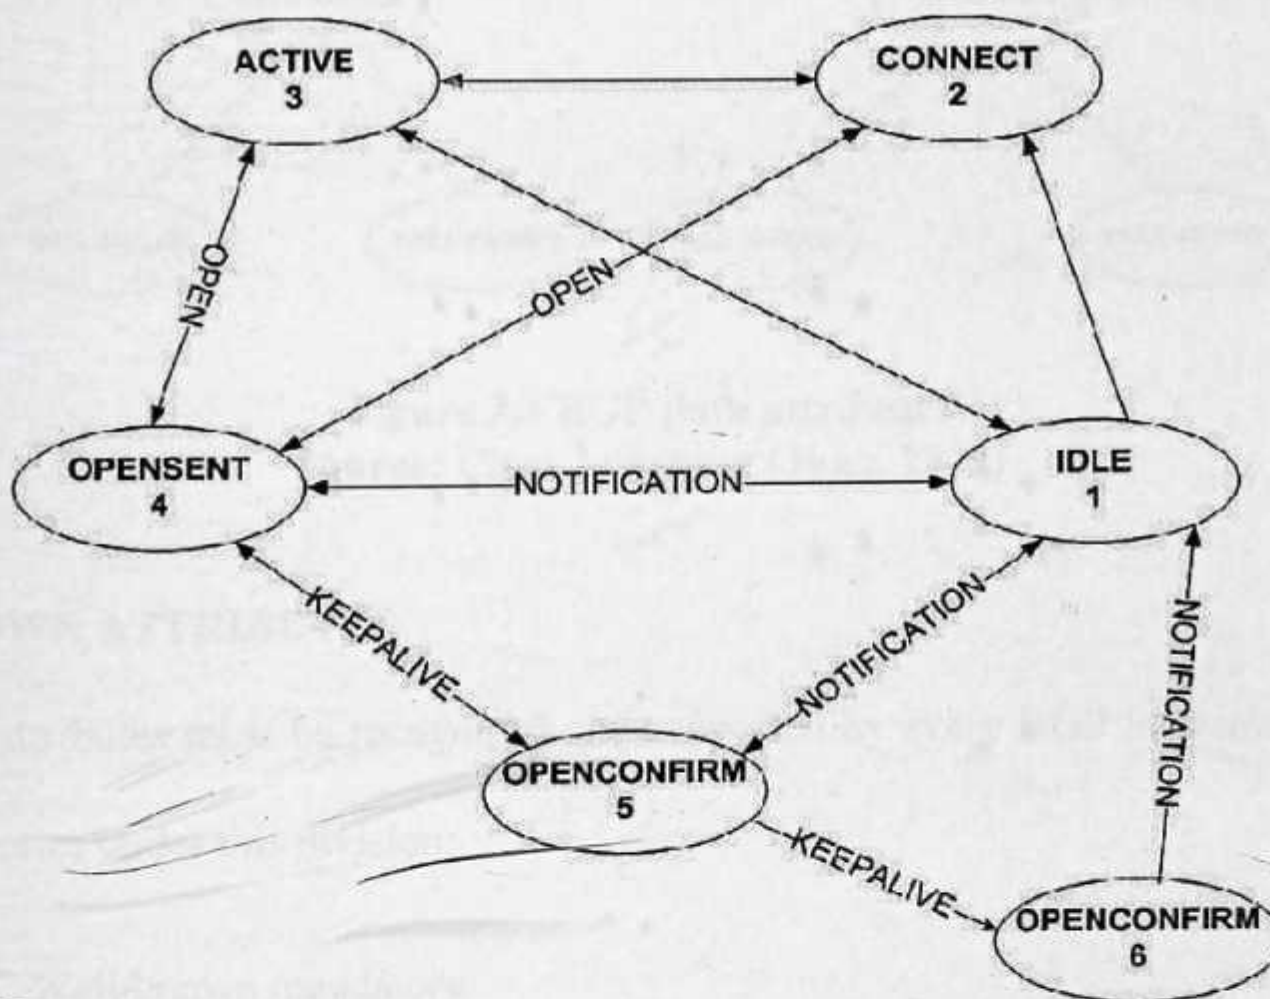 ACTIVE
3
CONNECT
2
OPEN
OPEN
OPENSENT
4
NOTIFICATION
IDLE
1
KEEPALIVE
NOTIFICATION
NOTIFICATION
OPENCONFIRM
5
KEEPALIVE
OPENCONFIRM
6